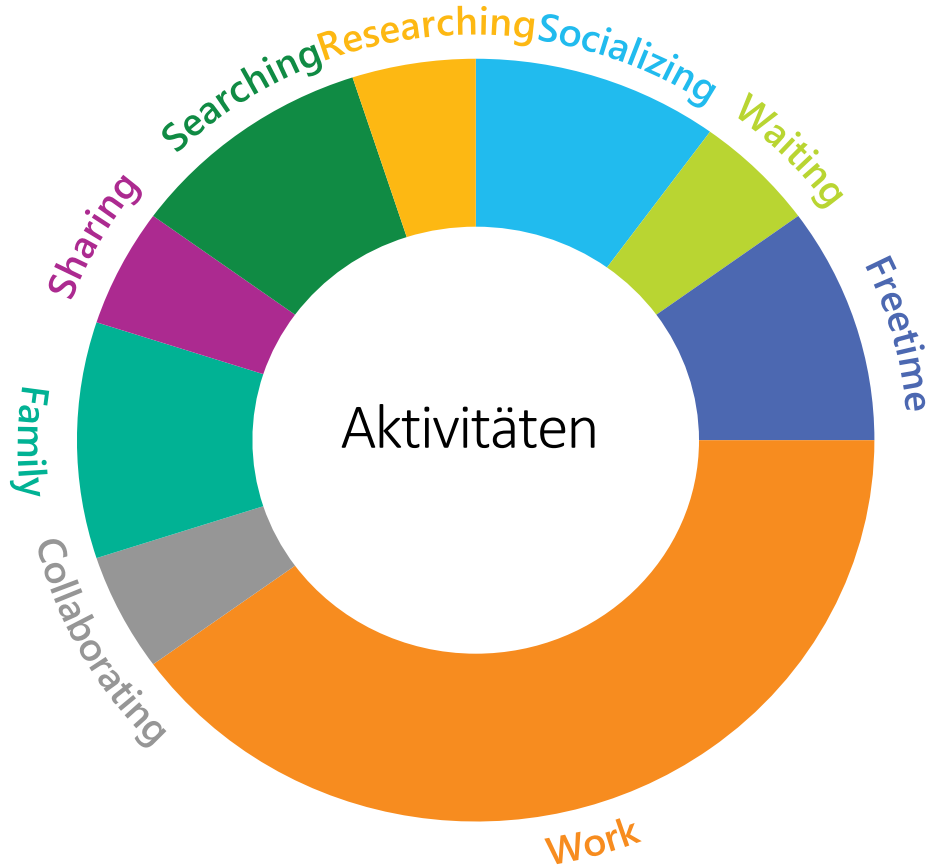 Aktivitäten
Socializing
Waiting
Freetime
Work
Collaborating
Family
Sharing
Searching
Researching